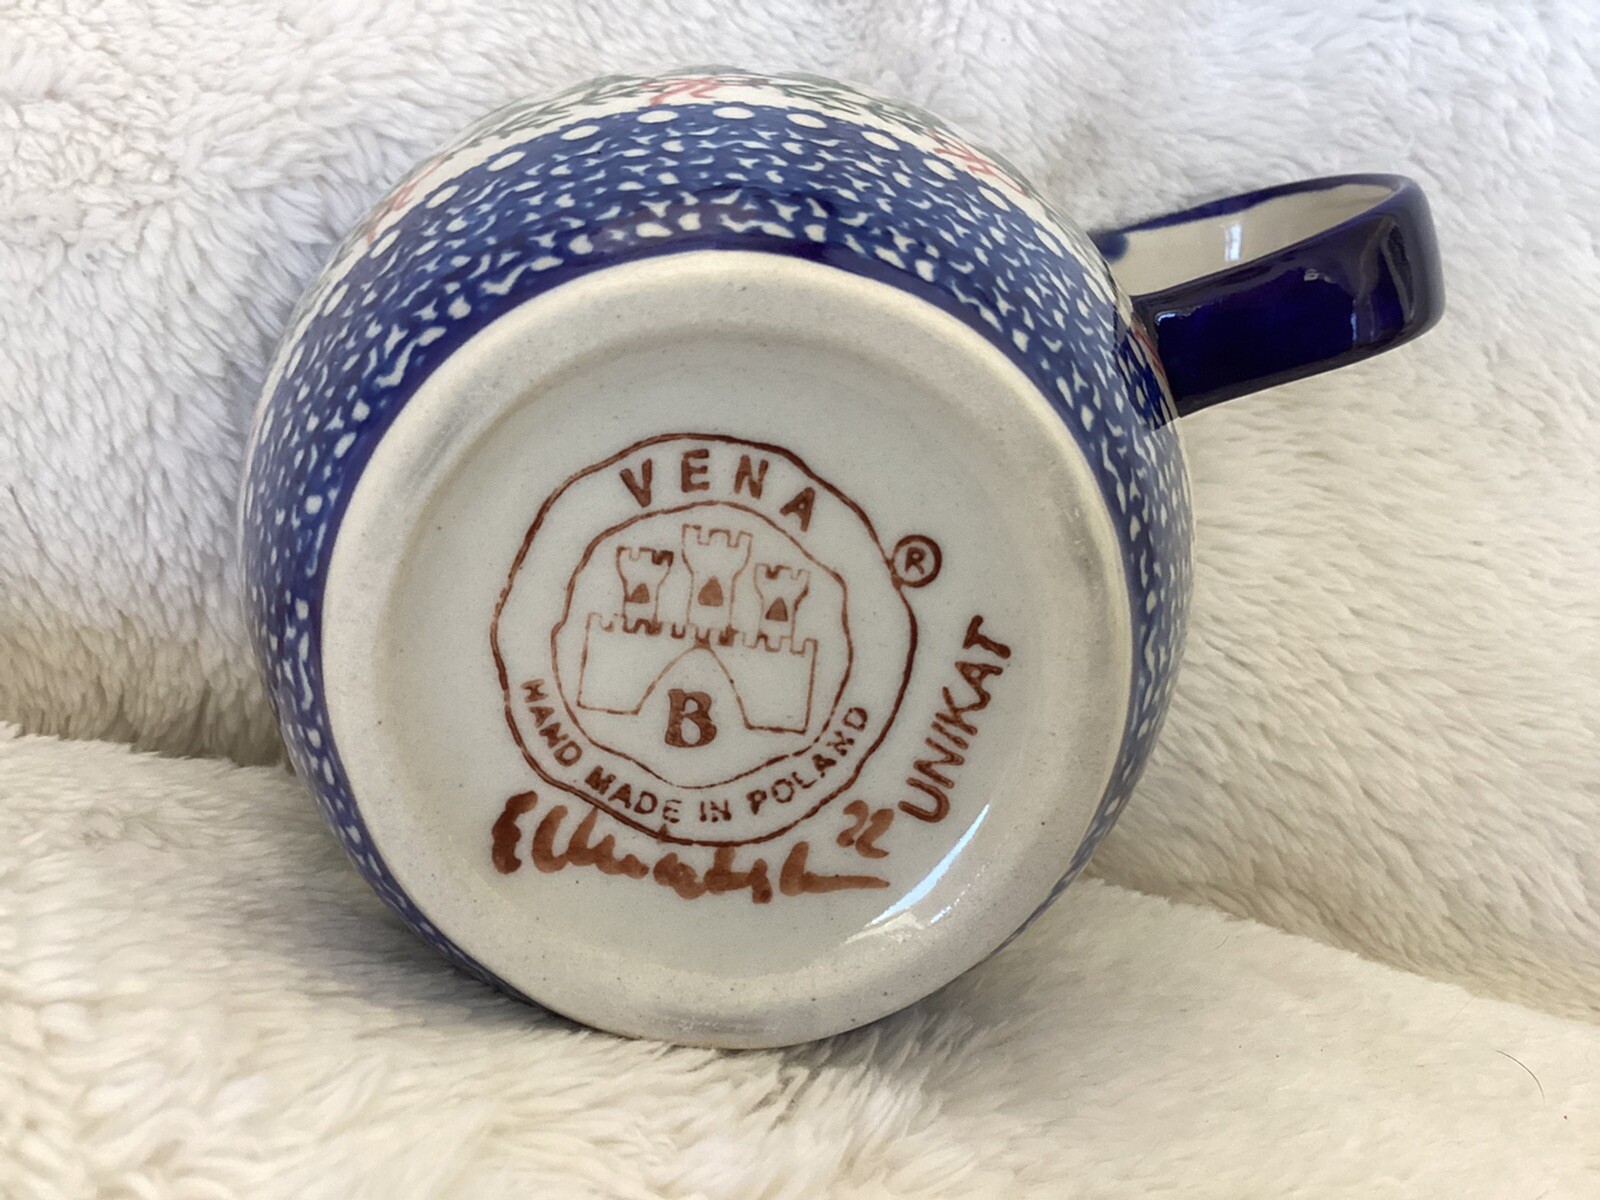 VENA
®
B
HAND MADE IN POLAND
UNIKAT